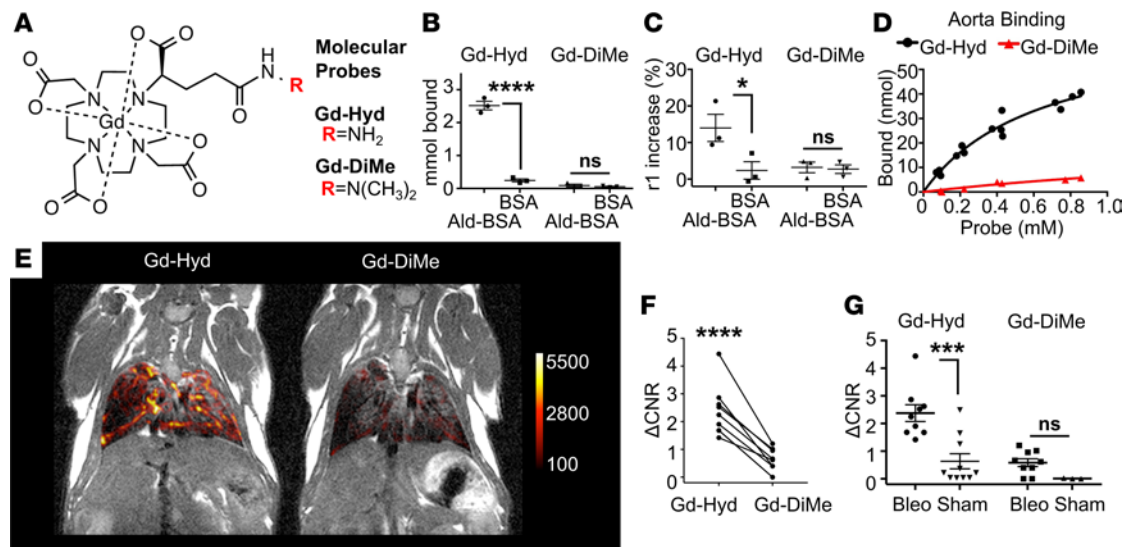 A
O
O
O
O
O
O
O
O
N
N
N
N
Gd
H
N
R
O
Molecular
Probes
Gd-Hyd
R=NH₂
Gd-DiMe
R=N(CH₃)₂
B
Gd-Hyd Gd-DiMe
mmol bound
4
3
2
1
0
****
ns
BSA BSA
Ald-BSA Ald-BSA
C
Gd-Hyd Gd-DiMe
r1 increase (%)
30
20
10
0
*
ns
BSA BSA
Ald-BSA Ald-BSA
D
Aorta Binding
Gd-Hyd Gd-DiMe
Bound (nmol)
50
40
30
20
10
0
0 0.2 0.4 0.6 0.8 1.0
Probe (mM)
E
Gd-Hyd Gd-DiMe
5500
2800
100
F
****
ΔCNR
5
4
3
2
1
0
Gd-Hyd
Gd-DiMe
G
Gd-Hyd Gd-DiMe
***
ns
ΔCNR
5
4
3
2
1
0
Bleo Sham Bleo Sham